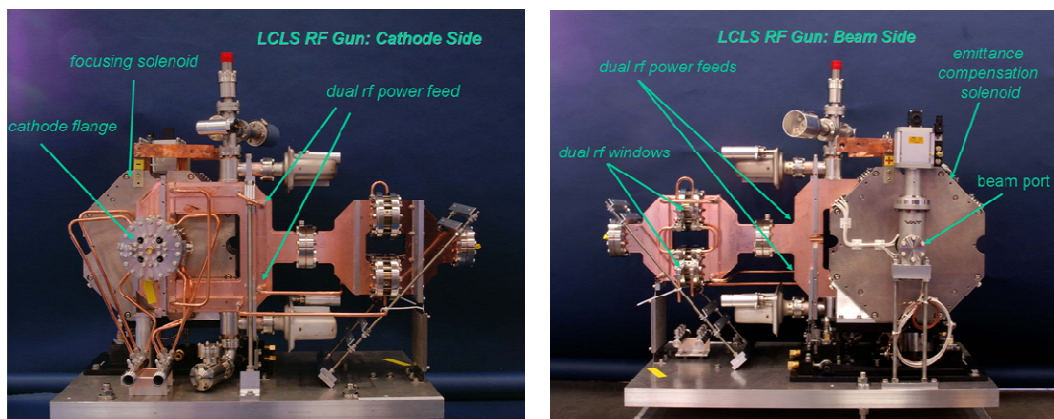 LCLS RF Gun: Cathode Side
focusing solenoid
dual rf power feed
cathode flange
LCLS RF Gun: Beam Side
dual rf power feeds
emittance
compensation
solenoid
dual rf windows
beam port